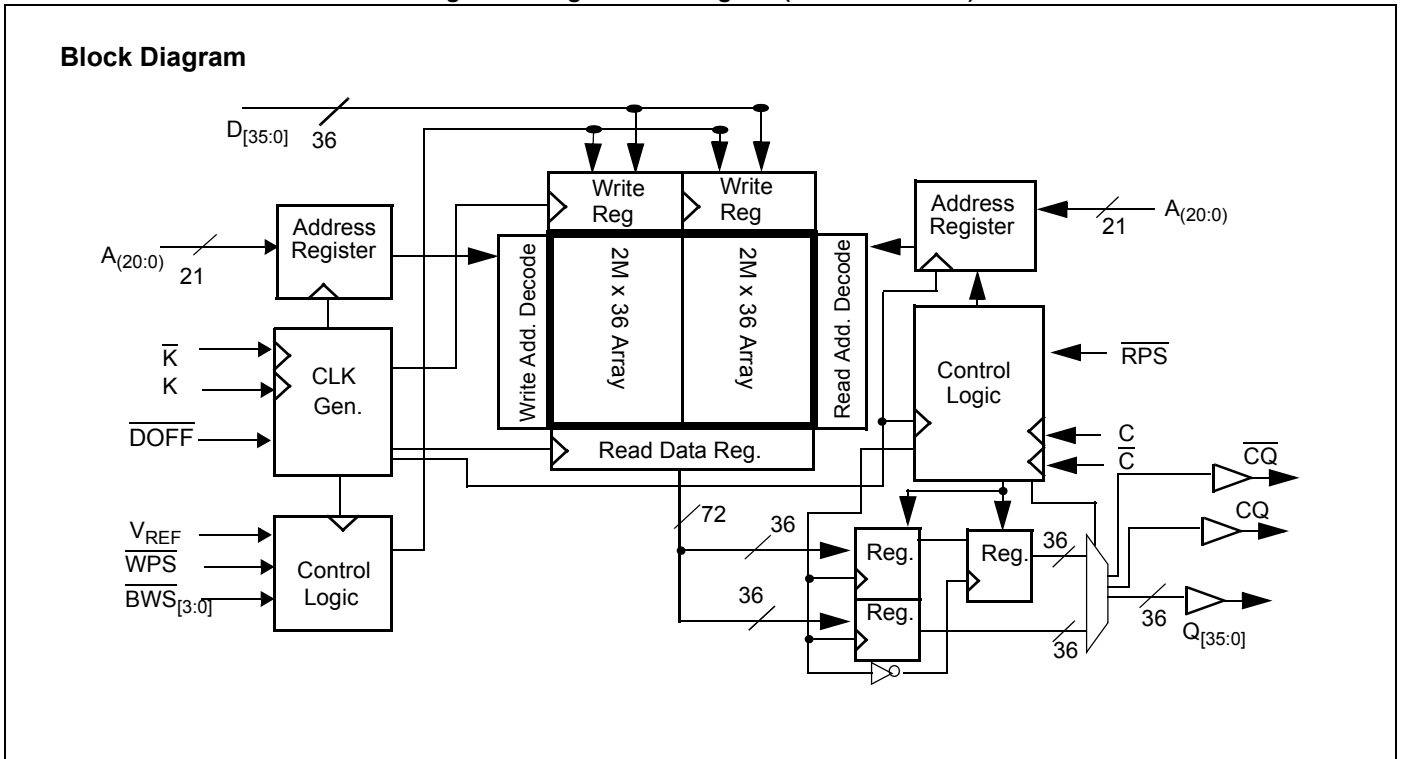 Block Diagram
D[35:0]
36
Write
Reg
Write
Reg
Address
Register
A(20:0)
21
Address
Register
A(20:0)
21
Write Add. Decode
2M x 36 Array
2M x 36 Array
Read Add. Decode
K
K
DOFF
CLK
Gen.
Control
Logic
RPS
C
C
Read Data Reg.
CQ
CQ
VREF
WPS
BWS[3:0]
Control
Logic
72
36
36
Reg.
Reg.
Reg.
36
36
36
Q[35:0]